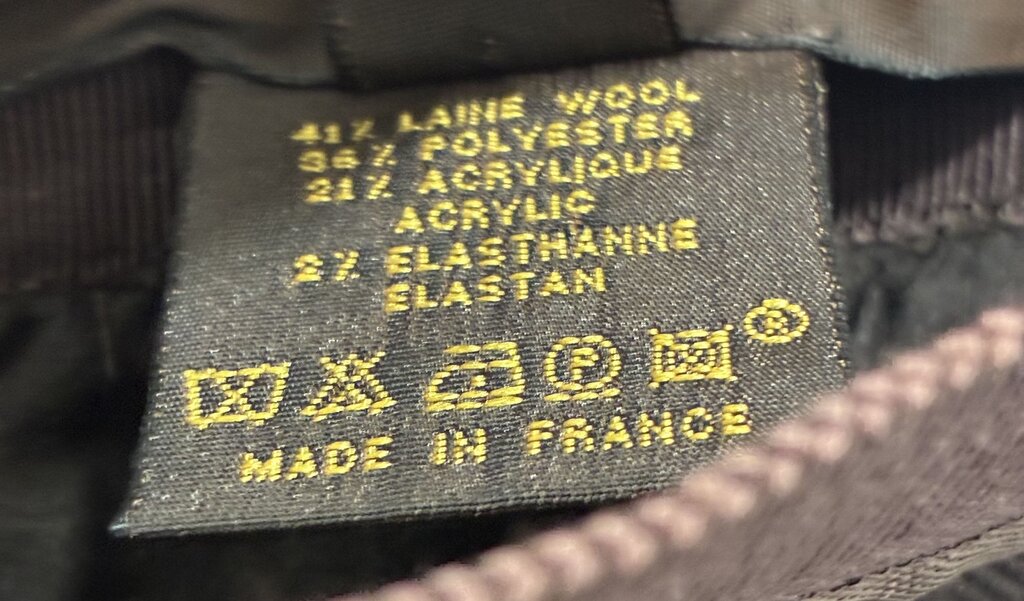 41% LAINE WOOL
36% POLYESTER
21% ACRYLIQUE
ACRYLIC
2% ELASTHANNE
ELASTAN
P
®
MADE IN FRANCE